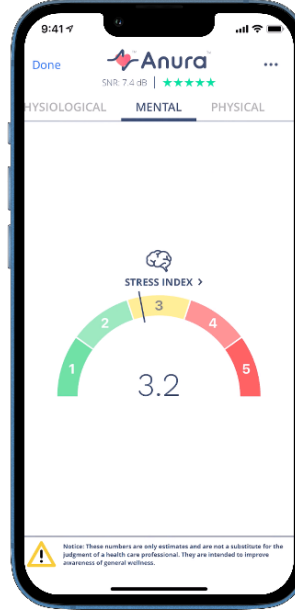 9:41
Anura™
Done
SNR: 7.4 dB | ★★★★★
HYSIOLOGICAL MENTAL PHYSICAL
STRESS INDEX >
1
2
3
4
5
3.2
Notice: These numbers are only estimates and are not a substitute for the
judgment of a health care professional. They are intended to improve
awareness of general wellness.